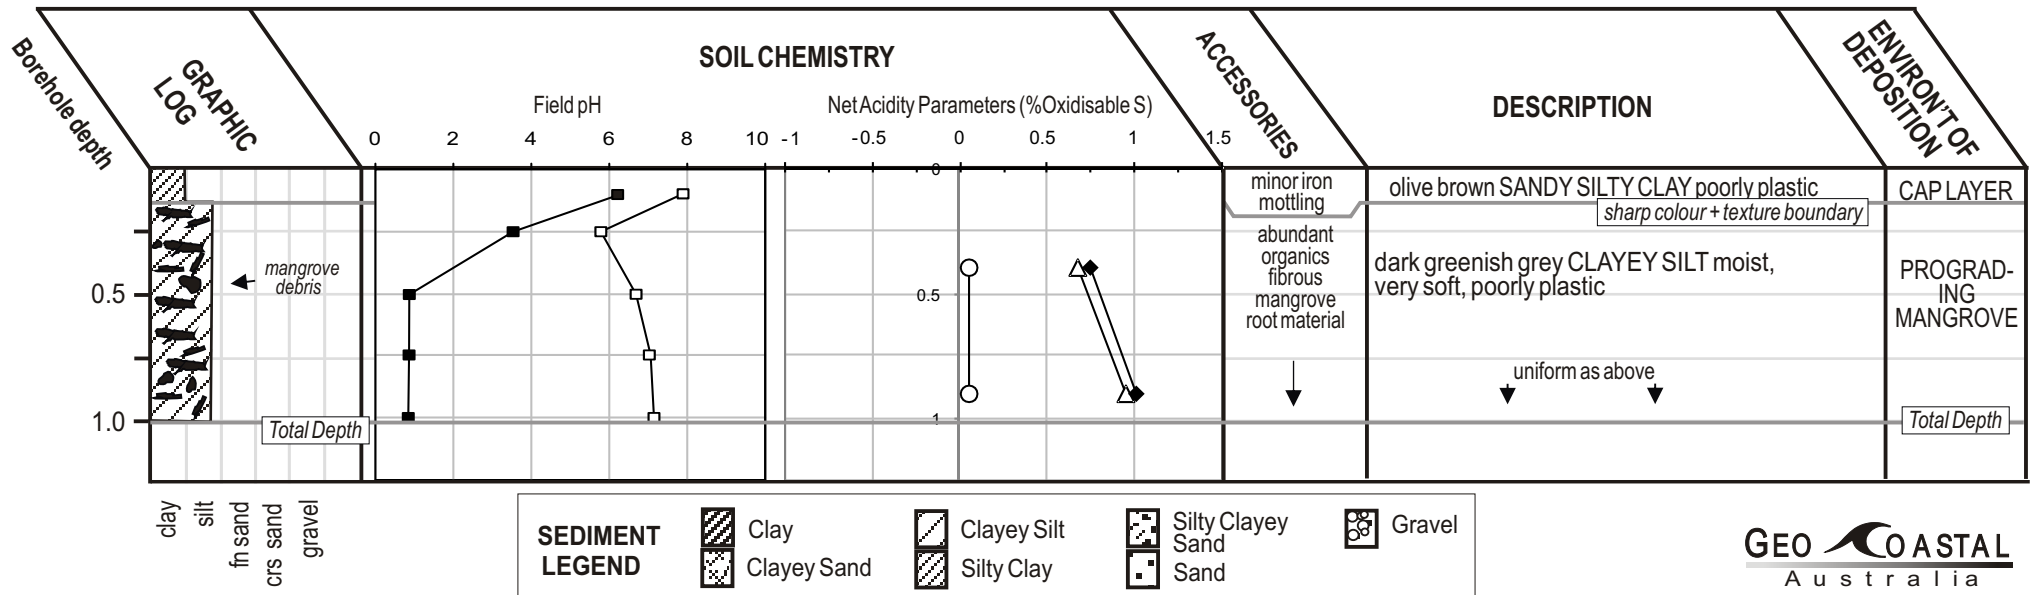 Borehole depth
GRAPHIC
LOG
SOIL CHEMISTRY
Field pH
0 2 4 6 8 10
Net Acidity Parameters (%Oxidisable S)
-1 -0.5 0 0.5 1 1.5
ACCESSORIES
DESCRIPTION
ENVIRON'T OF
DEPOSITION
0
minor iron
mottling
olive brown SANDY SILTY CLAY poorly plastic
CAP LAYER
sharp colour + texture boundary
mangrove
debris
abundant
organics
fibrous
mangrove
root material
dark greenish grey CLAYEY SILT moist,
very soft, poorly plastic
PROGRAD-
ING
MANGROVE
0.5
0.5
uniform as above
1.0
1
Total Depth
Total Depth
clay
silt
fn sand
crs sand
gravel
SEDIMENT
LEGEND
Clay
Clayey Sand
Clayey Silt
Silty Clay
Silty Clayey
Sand
Sand
Gravel
GEO COASTAL
Australia